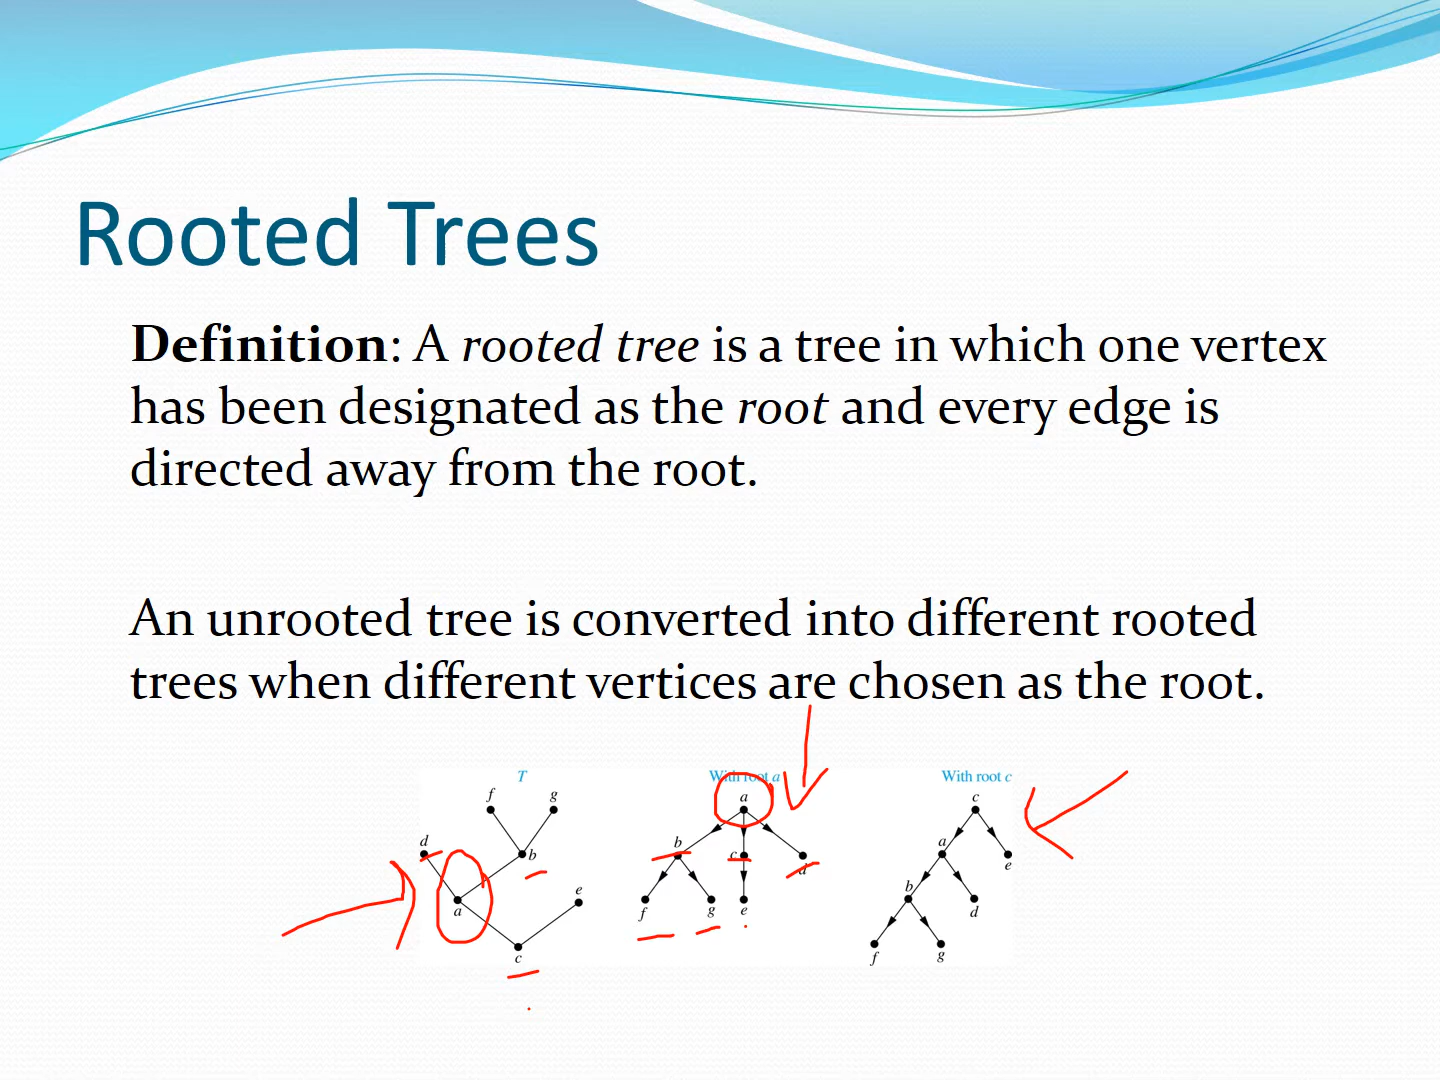 Rooted Trees
Definition: A rooted tree is a tree in which one vertex
has been designated as the root and every edge is
directed away from the root.
An unrooted tree is converted into different rooted
trees when different vertices are chosen as the root.
T
f g
d
b
e
a
c
With root a
a
b
c
d
f g e
With root c
c
a
e
b
d
f g